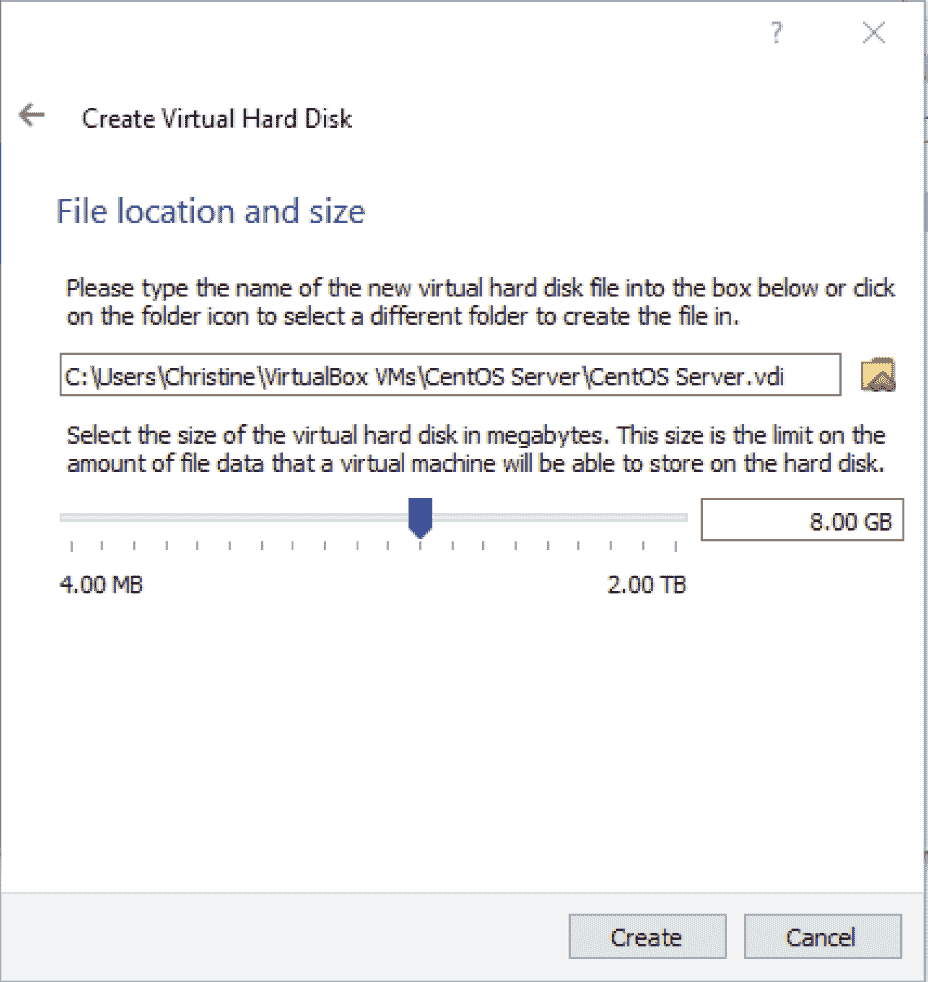 ?
Create Virtual Hard Disk
File location and size
Please type the name of the new virtual hard disk file into the box below or click
on the folder icon to select a different folder to create the file in.
C:\Users\Christine\VirtualBox VMs\CentOS Server\CentOS Server.vdi
Select the size of the virtual hard disk in megabytes. This size is the limit on the
amount of file data that a virtual machine will be able to store on the hard disk.
8.00 GB
4.00 MB 2.00 TB
Create Cancel